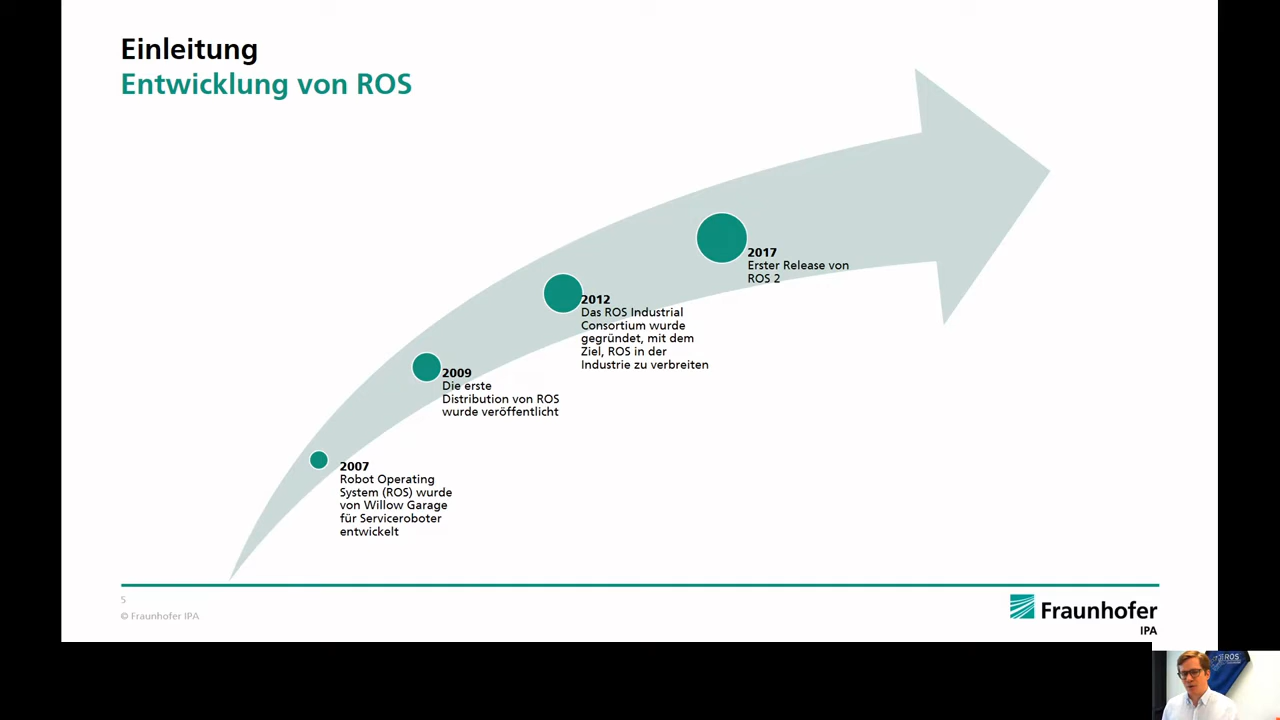 Einleitung
Entwicklung von ROS
2017
Erster Release von
ROS 2
2012
Das ROS Industrial
Consortium wurde
gegründet, mit dem
Ziel, ROS in der
Industrie zu verbreiten
2009
Die erste
Distribution von ROS
wurde veröffentlicht
2007
Robot Operating
System (ROS) wurde
von Willow Garage
für Serviceroboter
entwickelt
5
© Fraunhofer IPA
Fraunhofer
IPA
ROS